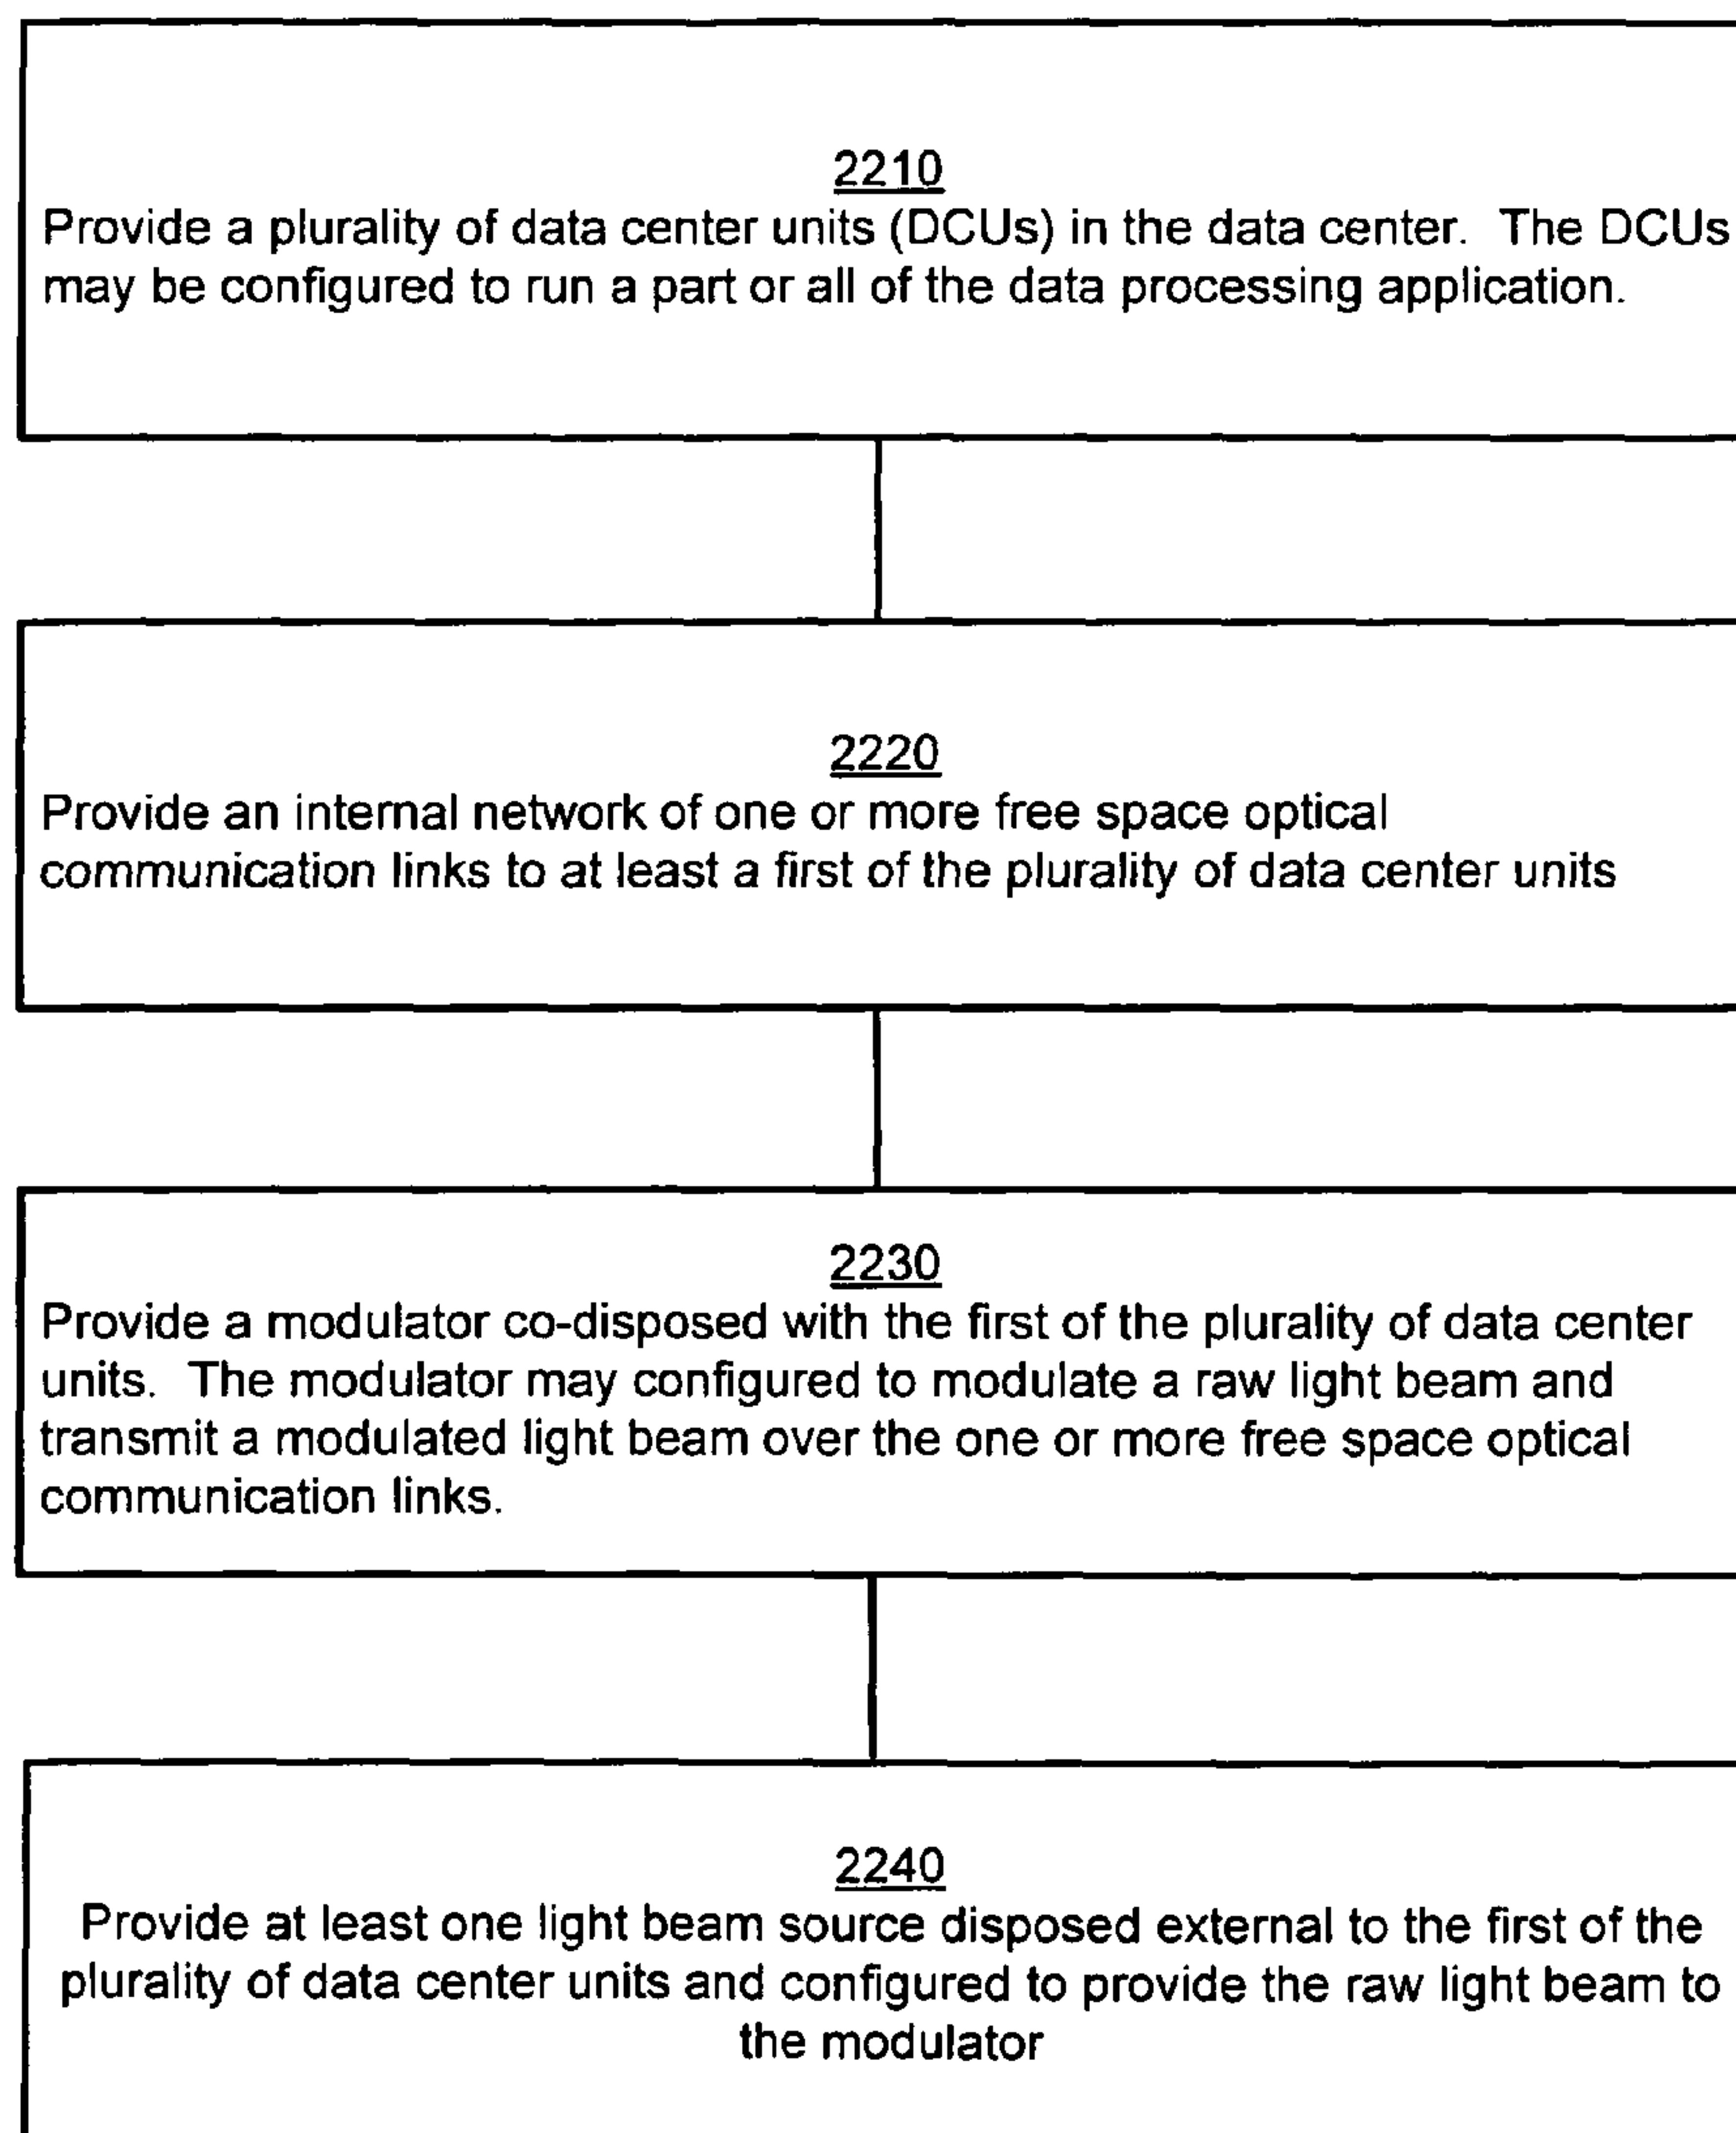 2210
Provide a plurality of data center units (DCUs) in the data center. The DCUs
may be configured to run a part or all of the data processing application.
2220
Provide an internal network of one or more free space optical
communication links to at least a first of the plurality of data center units
2230
Provide a modulator co-disposed with the first of the plurality of data center
units. The modulator may configured to modulate a raw light beam and
transmit a modulated light beam over the one or more free space optical
communication links.
2240
Provide at least one light beam source disposed external to the first of the
plurality of data center units and configured to provide the raw light beam to
the modulator